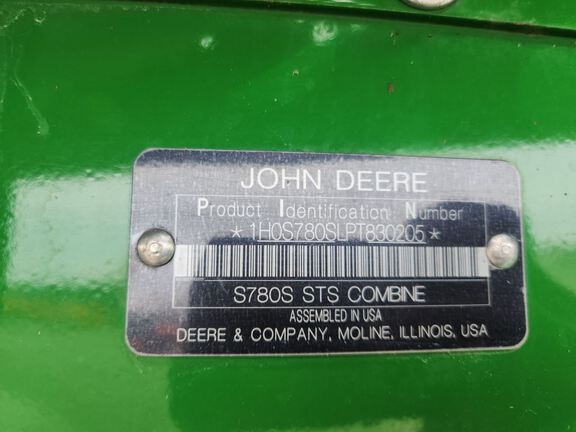 JOHN DEERE
Product Identification Number
*1H0S780SLPT830205*
S780S STS COMBINE
ASSEMBLED IN USA
DEERE & COMPANY, MOLINE, ILLINOIS, USA